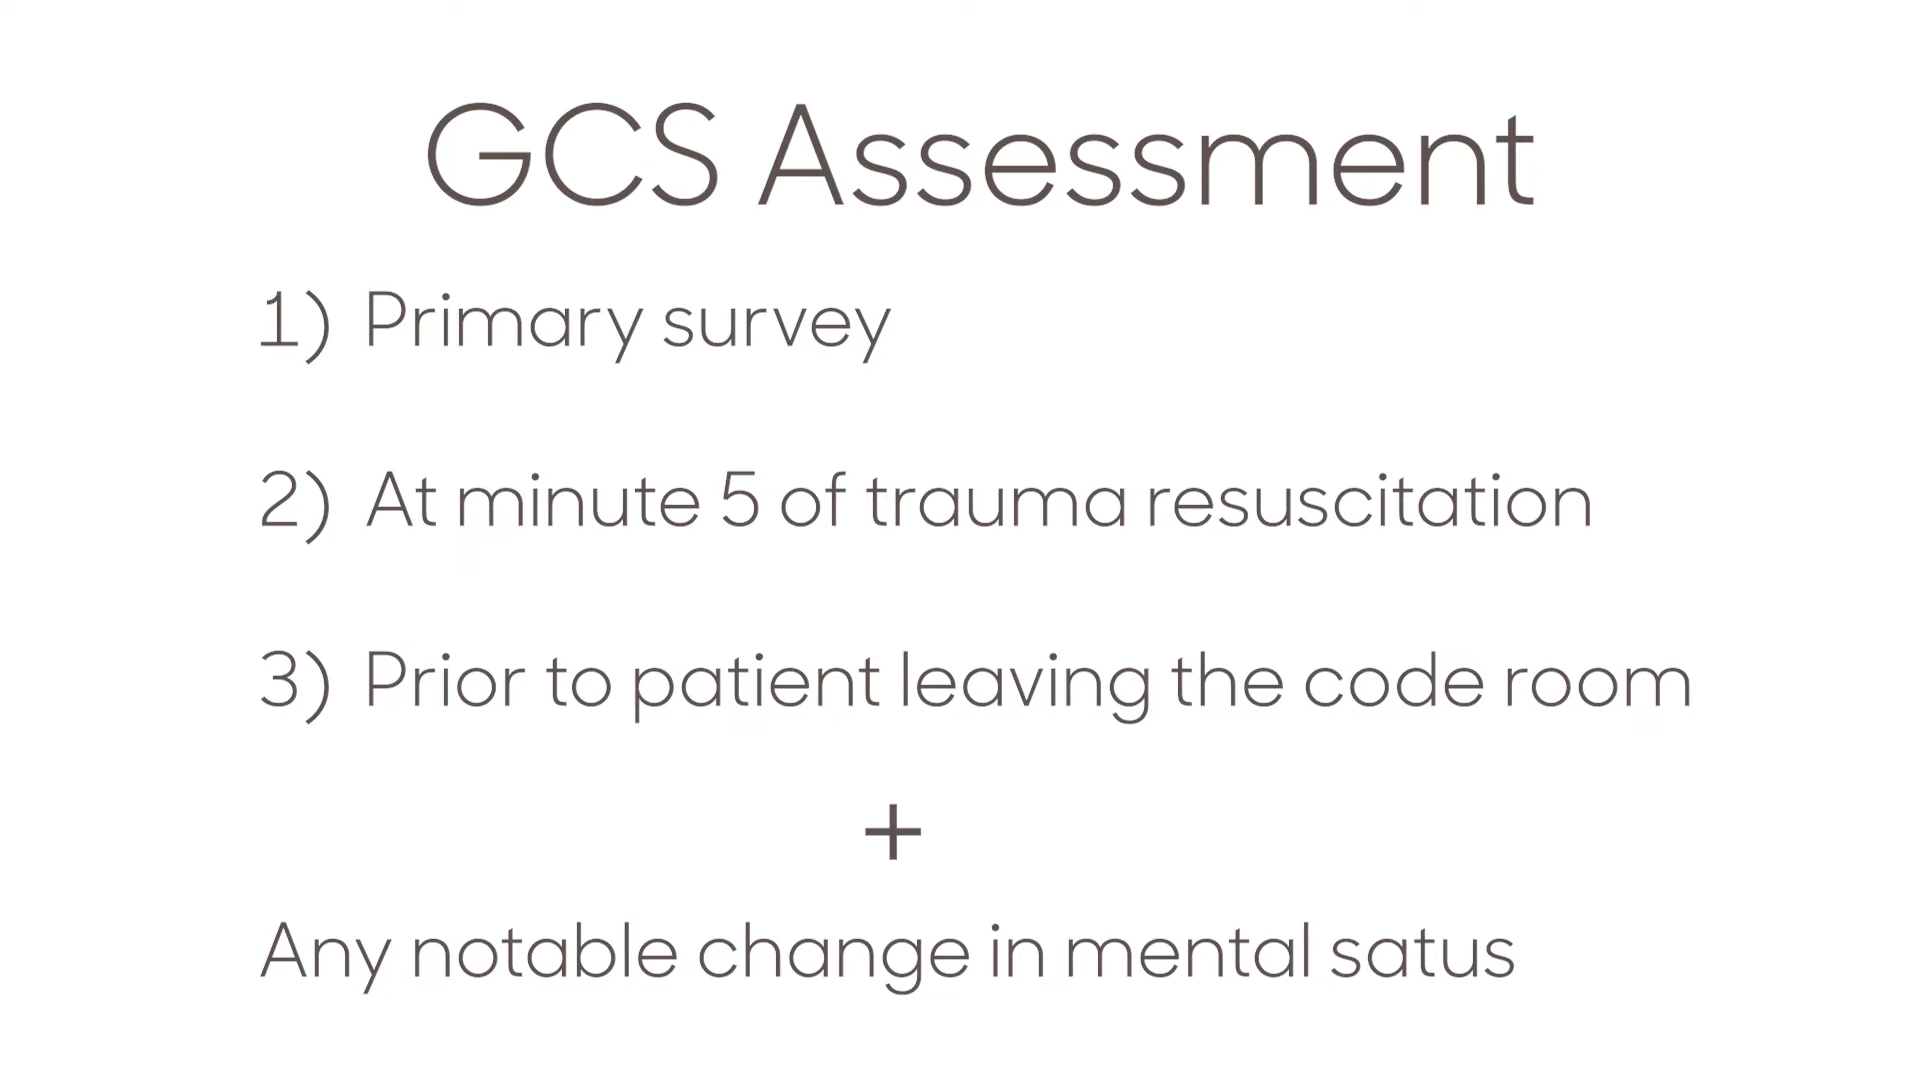 GCS Assessment
1) Primary survey
2) At minute 5 of trauma resuscitation
3) Prior to patient leaving the code room
+
Any notable change in mental satus